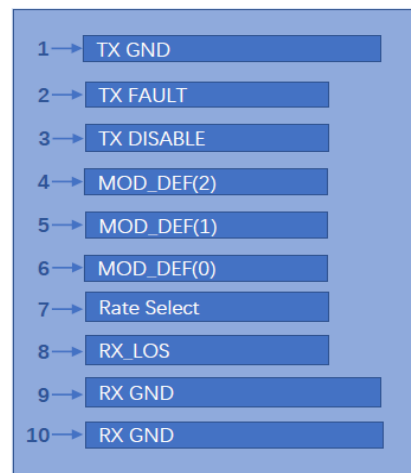 1 TX GND
2 TX FAULT
3 TX DISABLE
4 MOD_DEF(2)
5 MOD_DEF(1)
6 MOD_DEF(0)
7 Rate Select
8 RX_LOS
9 RX GND
10 RX GND